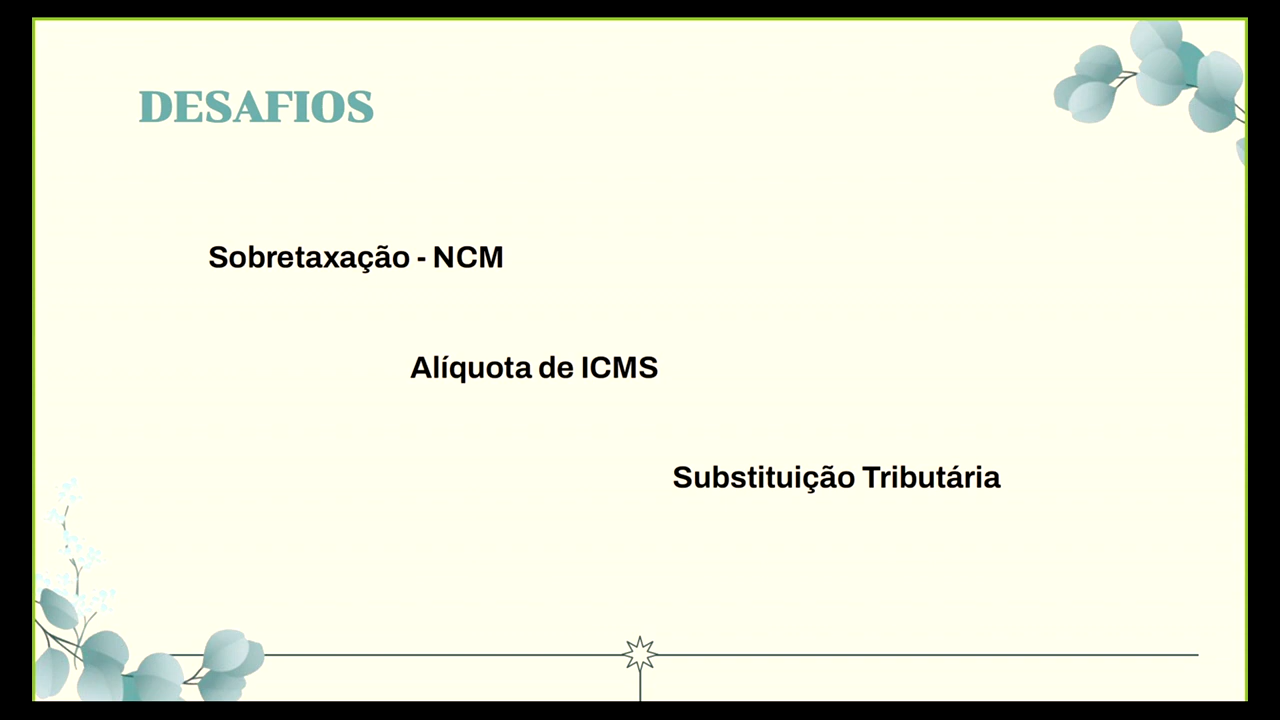 DESAFIOS
Sobretaxação - NCM
Alíquota de ICMS
Substituição Tributária